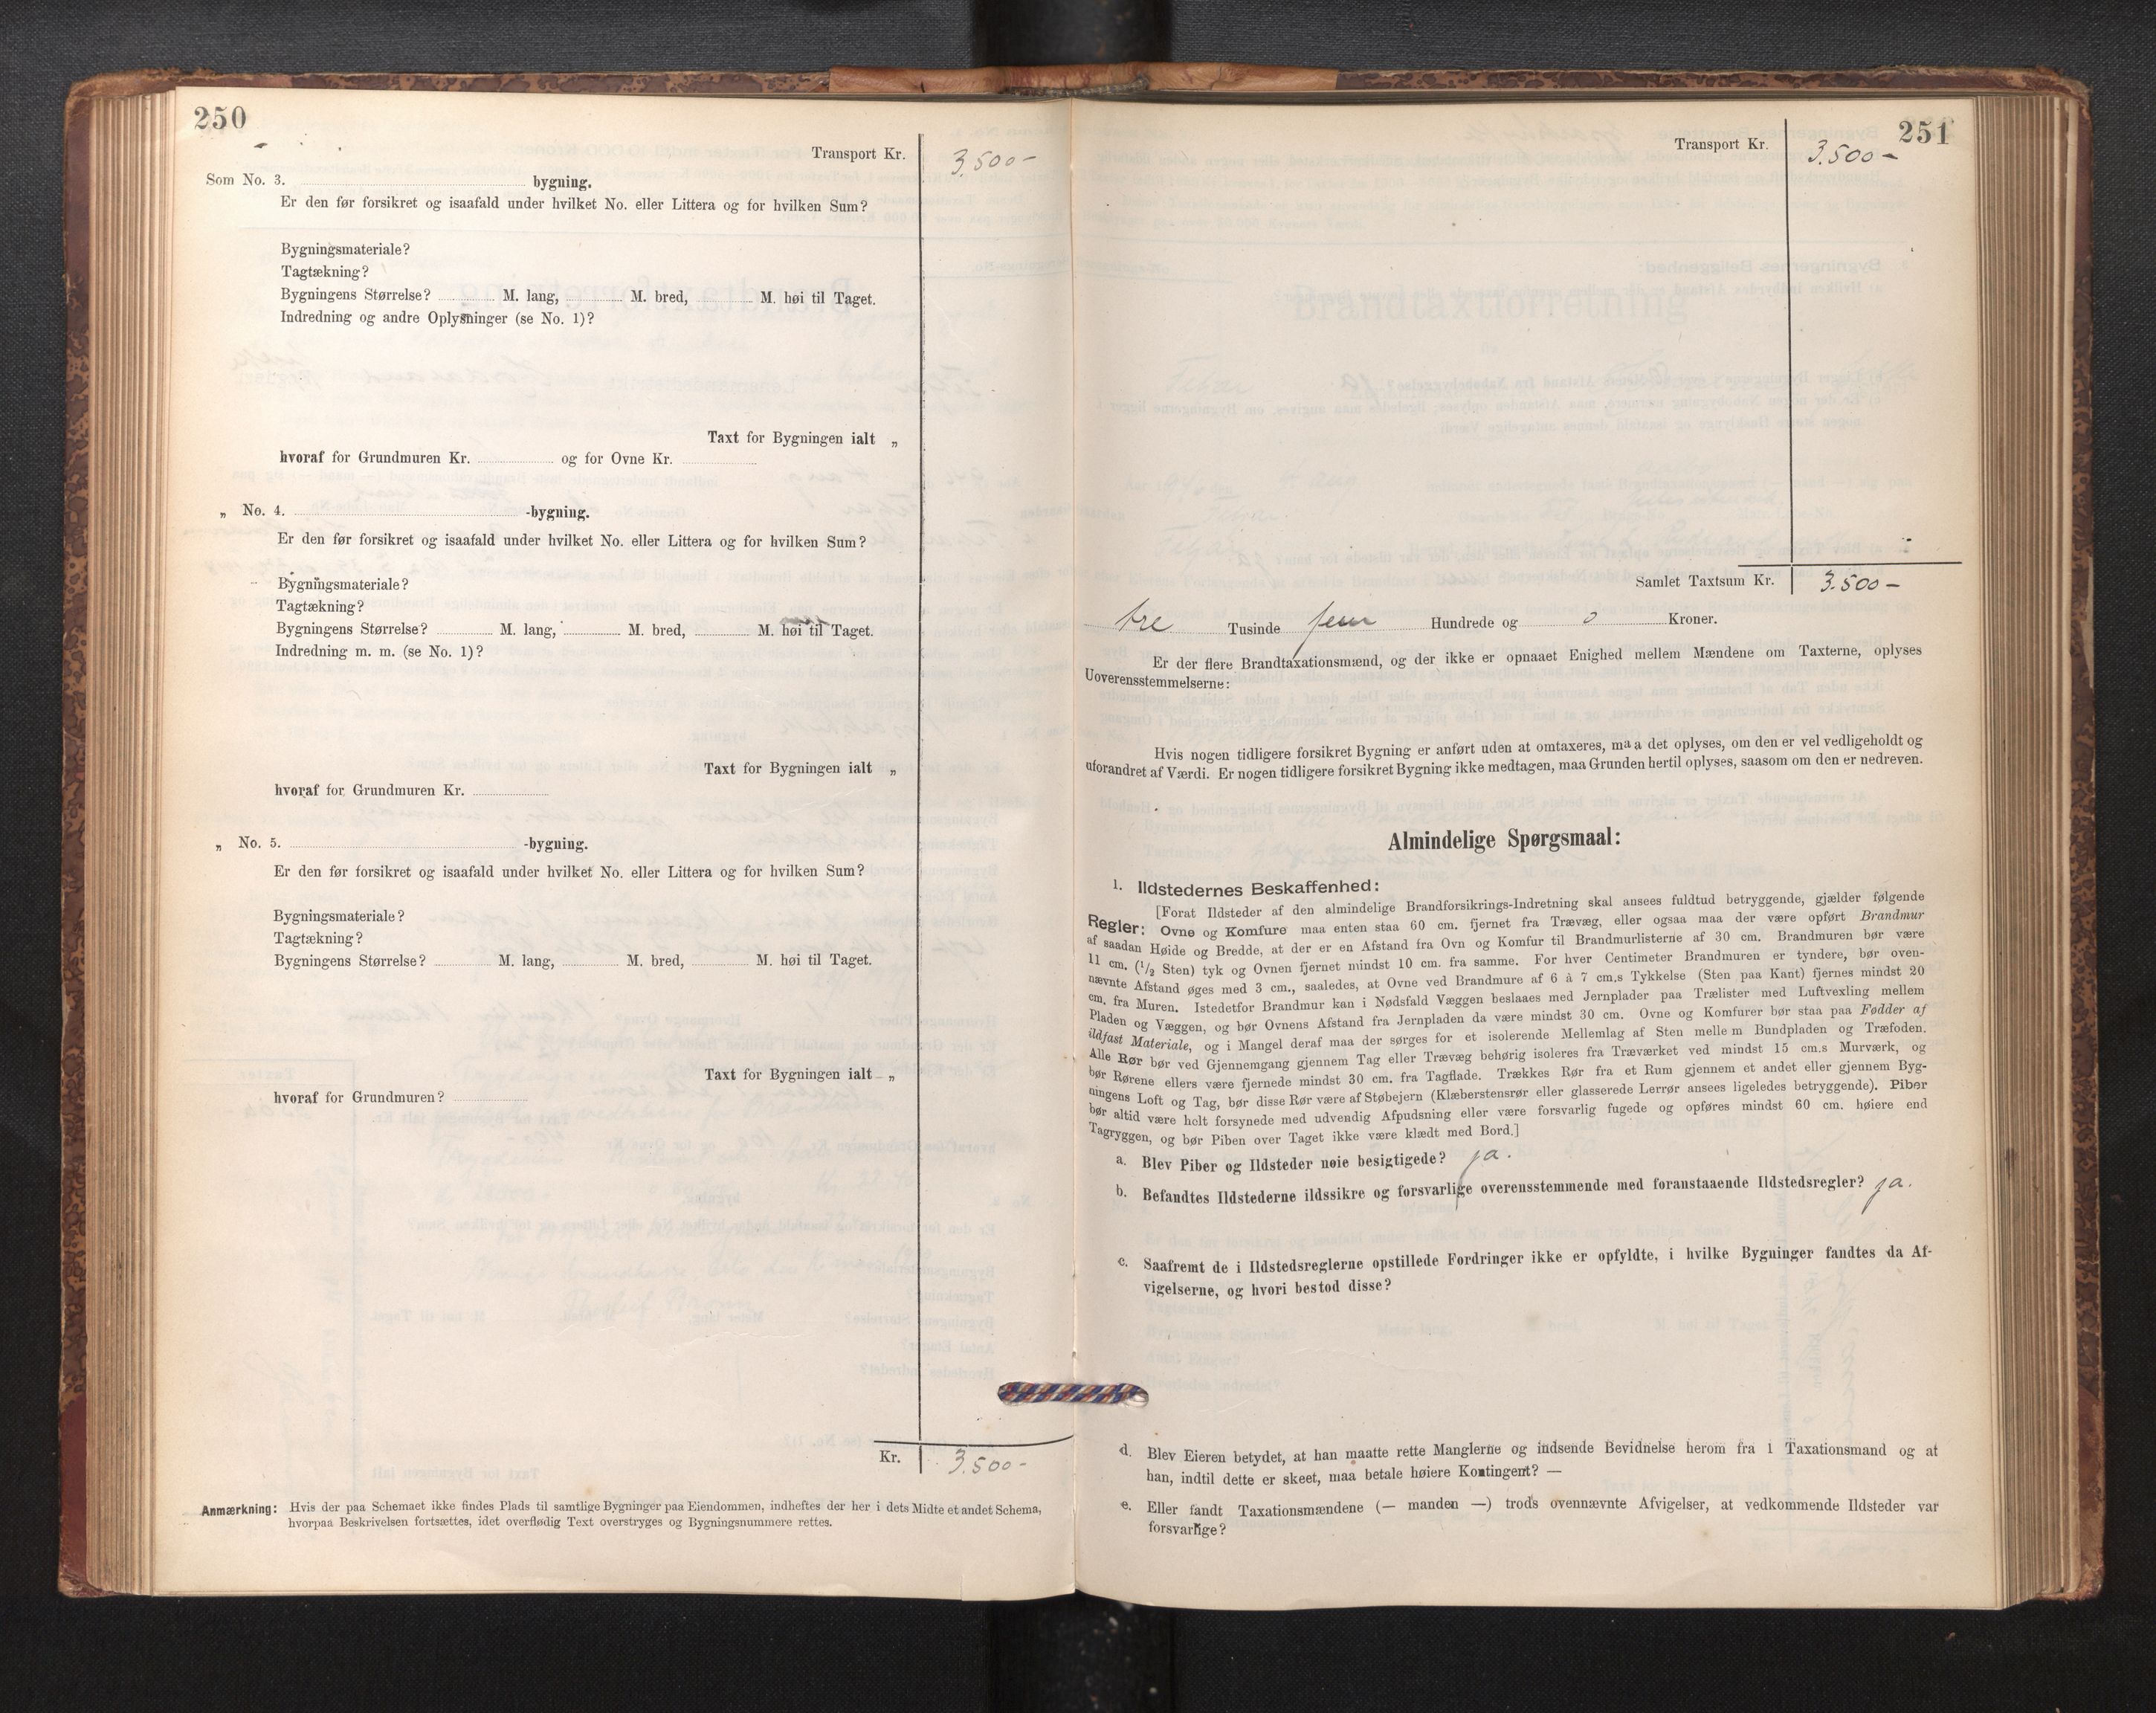 250
Transport Kr. 3.500-
Som No. 3. bygning.
Er den før forsikret og isaafald under hvilket No. eller Littera og for hvilken Sum?
Bygningsmateriale?
Tagtækning?
Bygningens Størrelse? M. lang, M. bred, M. høi til Taget.
Indredning og andre Oplysninger (se No. 1)?
Taxt for Bygningen ialt „
hvoraf for Grundmuren Kr. og for Ovne Kr.
„ No. 4. -bygning.
Er den før forsikret og isaafald under hvilket No. eller Littera og for hvilken Sum?
Bygningsmateriale?
Tagtækning?
Bygningens Størrelse? M. lang, M. bred, M. høi til Taget.
Indredning m. m. (se No. 1)?
Taxt for Bygningen ialt „
hvoraf for Grundmuren Kr.
„ No. 5. -bygning.
Er den før forsikret og isaafald under hvilket No. eller Littera og for hvilken Sum?
Bygningsmateriale?
Tagtækning?
Bygningens Størrelse? M. lang, M. bred, M. høi til Taget.
Taxt for Bygningen ialt „
hvoraf for Grundmuren?
Kr. 3.500-
Anmærkning: Hvis der paa Schemaet ikke findes Plads til samtlige Bygninger paa Eiendommen, indheftes der her i dets Midte et andet Schema,
hvorpaa Beskrivelsen fortsættes, idet overflødig Text overstryges og Bygningsnummere rettes.
251
Transport Kr. 3.500-
Samlet Taxtsum Kr. 3.500-
tre Tusinde fem Hundrede og 0 Kroner.
Er der flere Brandtaxationsmænd, og der ikke er opnaaet Enighed mellem Mændene om Taxterne, oplyses
Uoverensstemmelserne:
Hvis nogen tidligere forsikret Bygning er anført uden at omtaxeres, maa det oplyses, om den er vel vedligeholdt og
uforandret af Værdi. Er nogen tidligere forsikret Bygning ikke medtagen, maa Grunden hertil oplyses, saasom om den er nedreven.
Almindelige Spørgsmaal:
1. Ildstedernes Beskaffenhed:
[Forat Ildsteder af den almindelige Brandforsikrings-Indretning skal ansees fuldtud betryggende, gjælder følgende
Regler: Ovne og Komfure maa enten staa 60 cm. fjernet fra Trævæg, eller ogsaa maa der være opført Brandmur
af saadan Høide og Bredde, at der er en Afstand fra Ovn og Komfur til Brandmurlisterne af 30 cm. Brandmuren bør være
11 cm. (1/2 Sten) tyk og Ovnen fjernet mindst 10 cm. fra samme. For hver Centimeter Brandmuren er tyndere, bør oven-
nævnte Afstand øges med 3 cm., saaledes, at Ovne ved Brandmure af 6 à 7 cm.s Tykkelse (Sten paa Kant) fjernes mindst 20
cm. fra Muren. Istedetfor Brandmur kan i Nødsfald Væggen beslaaes med Jernplader paa Trælister med Luftvexling mellem
Pladen og Væggen, og bør Ovnens Afstand fra Jernpladen da være mindst 30 cm. Ovne og Komfurer bør staa paa Fødder af
ildfast Materiale, og i Mangel deraf maa der sørges for et isolerende Mellemlag af Sten mellem Bundpladen og Træfoden.
Alle Rør bør ved Gjennemgang gjennem Tag eller Trævæg behørig isoleres fra Træværket ved mindst 15 cm.s Murværk, og
bør Rørene ellers være fjernede mindst 30 cm. fra Tagflade. Trækkes Rør fra et Rum gjennem et andet eller gjennem Byg-
ningens Loft og Tag, bør disse Rør være af Støbejern (Klæberstensrør eller glasserede Lerrør ansees ligeledes betryggende). Piber
bør altid være helt forsynede med udvendig Afpudsning eller være forsvarlig fugede og opføres mindst 60 cm. høiere end
Tagryggen, og bør Piben over Taget ikke være klædt med Bord.]
a. Blev Piber og Ildsteder nøie besigtigede? ja.
b. Befandtes Ildstederne ildssikre og forsvarlige overensstemmende med foranstaaende Ildstedsregler? ja.
c. Saafremt de i Ildstedsreglerne opstillede Fordringer ikke er opfyldte, i hvilke Bygninger fandtes da Af-
vigelserne, og hvori bestod disse?
d. Blev Eieren betydet, at han maatte rette Manglerne og indsende Bevidnelse herom fra 1 Taxationsmand og at
han, indtil dette er skeet, maa betale høiere Kontingent? —
e. Eller fandt Taxationsmændene (— manden —) trods ovennævnte Afvigelser, at vedkommende Ildsteder var
forsvarlige?